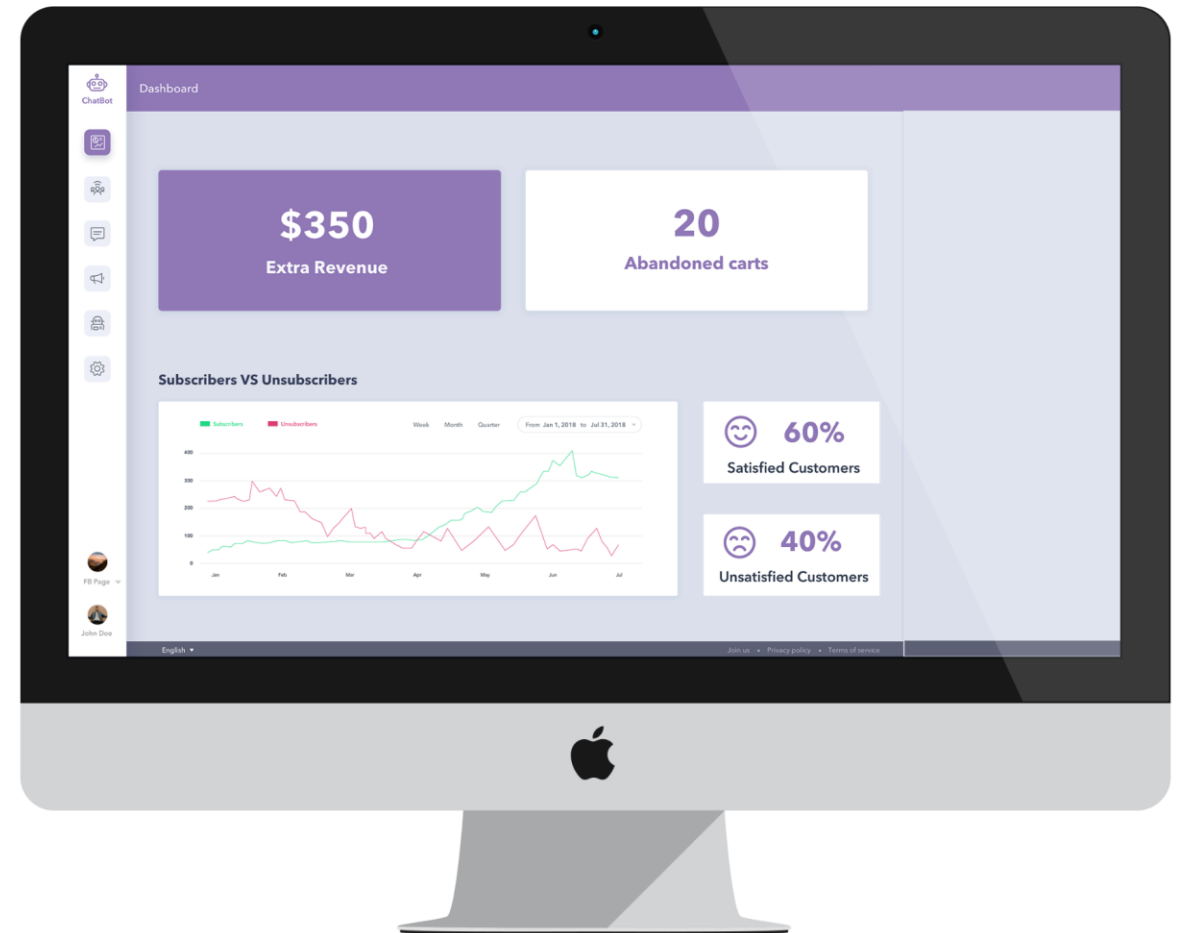 ChatBot
Dashboard
$350
Extra Revenue
20
Abandoned carts
Subscribers VS Unsubscribers
Subscribers
Unsubscribers
Week Month Quarter
From Jan 1, 2018 to Jul 31, 2018
400
300
200
100
0
Jan Feb Mar Apr May Jun Jul
60%
Satisfied Customers
40%
Unsatisfied Customers
FB Page
John Doe
English
Join us • Privacy policy • Terms of service